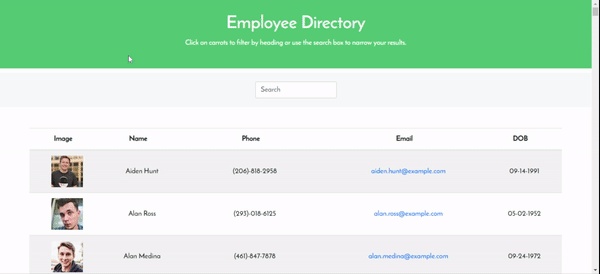 Employee Directory
Click on carrots to filter by heading or use the search box to narrow your results.
Search
Image Name Phone Email DOB
Aiden Hunt (206)-818-2958 aiden.hunt@example.com 09-14-1991
Alan Ross (293)-018-6125 alan.ross@example.com 05-02-1952
Alan Medina (461)-847-7878 alan.medina@example.com 09-24-1972